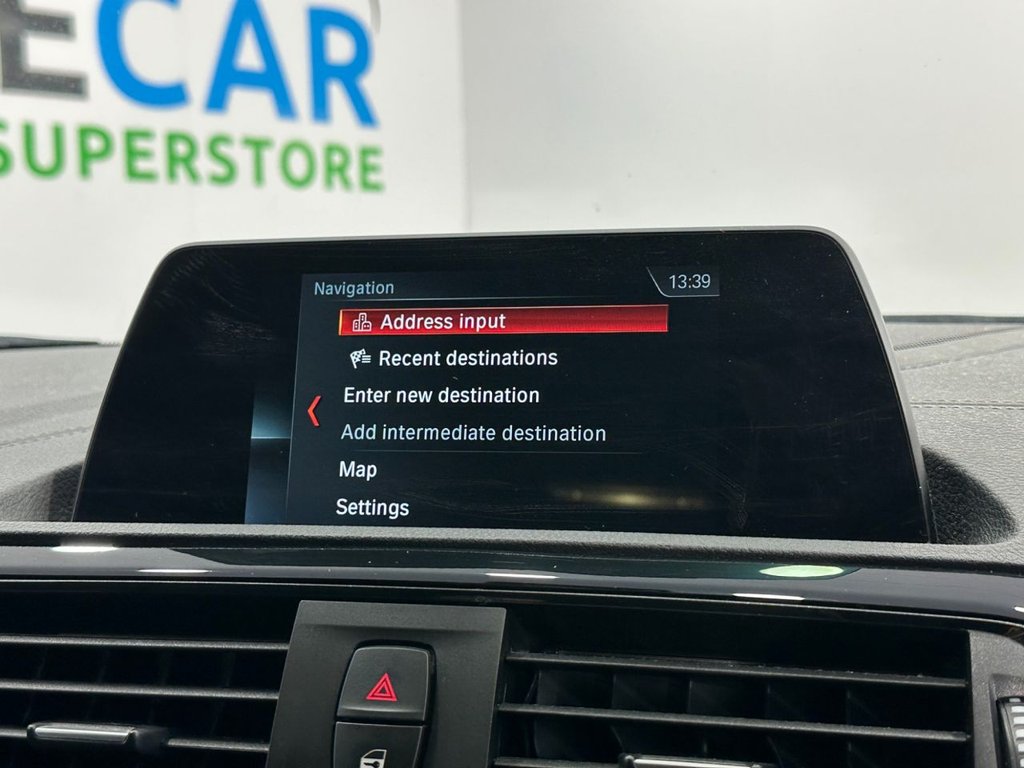 ECAR
SUPERSTORE
Navigation
13:39
Address input
Recent destinations
Enter new destination
Add intermediate destination
Map
Settings